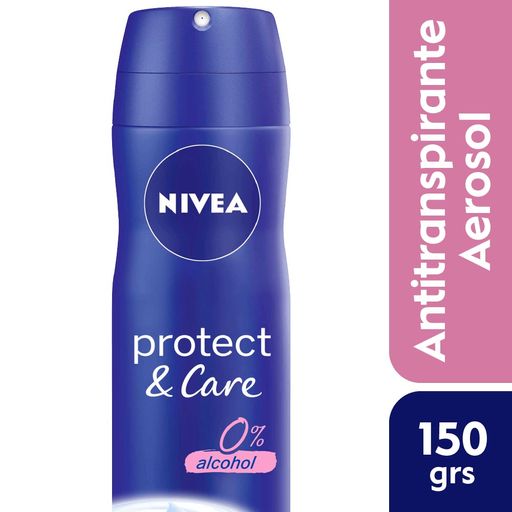 NIVEA
protect
& Care
0%
alcohol
Antitranspirante
Aerosol
150
grs